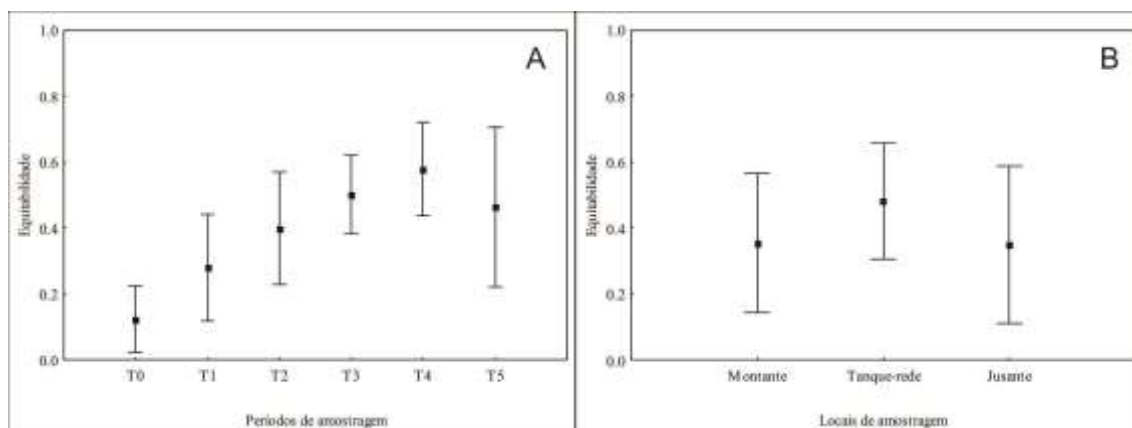 A
1.0
0.8
0.6
0.4
0.2
0.0
Equitabilidade
T0 T1 T2 T3 T4 T5
Períodos de amostragem
B
1.0
0.8
0.6
0.4
0.2
0.0
Equitabilidade
Montante Tanque-rede Jusante
Locais de amostragem